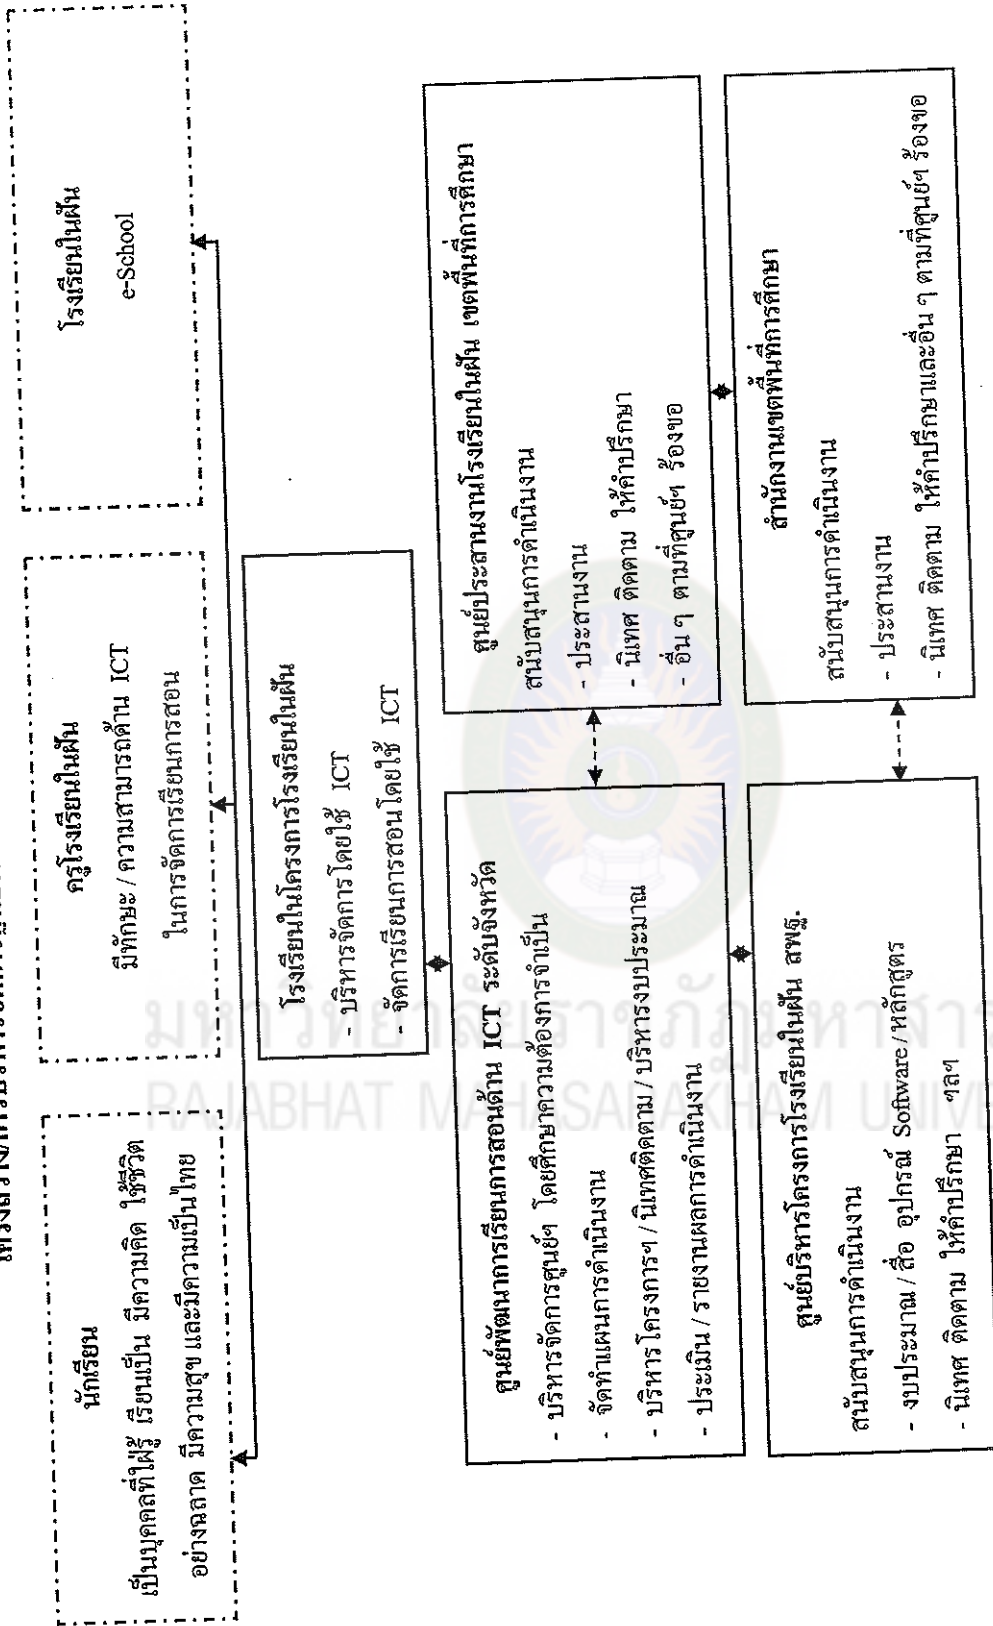 นักเรียน
เป็นบุคคลที่ใฝ่รู้ เรียนเป็น มีความคิด ใช้ชีวิต
อย่างฉลาด มีความสุข และมีความเป็นไทย
ครูโรงเรียนในฝัน
มีทักษะ / ความสามารถด้าน ICT
ในการจัดการเรียนการสอน
โรงเรียนในฝัน
e-School
โรงเรียนในโครงการโรงเรียนในฝัน
- บริหารจัดการโดยใช้ ICT
- จัดการเรียนการสอนโดยใช้ ICT
ศูนย์พัฒนาการเรียนการสอนด้าน ICT ระดับจังหวัด
- บริหารจัดการศูนย์ฯ โดยศึกษาความต้องการจำเป็น
- จัดทำแผนการดำเนินงาน
- บริหารโครงการฯ / นิเทศติดตาม / บริหารงบประมาณ
- ประเมิน / รายงานผลการดำเนินงาน
ศูนย์ประสานงานโรงเรียนในฝัน เขตพื้นที่การศึกษา
สนับสนุนการดำเนินงาน
- ประสานงาน
- นิเทศ ติดตาม ให้คำปรึกษา
- อื่น ๆ ตามที่ศูนย์ฯ ร้องขอ
ศูนย์บริหารโครงการโรงเรียนในฝัน สพฐ.
สนับสนุนการดำเนินงาน
- งบประมาณ / สื่อ อุปกรณ์ Software / หลักสูตร
- นิเทศ ติดตาม ให้คำปรึกษา ฯลฯ
สำนักงานเขตพื้นที่การศึกษา
สนับสนุนการดำเนินงาน
- ประสานงาน
- นิเทศ ติดตาม ให้คำปรึกษาและอื่น ๆ ตามที่ศูนย์ฯ ร้องขอ
มหาวิทยาลัยราชภัฏมหาสาร
RAJABHAT MAHASARAKHAM UNIVE